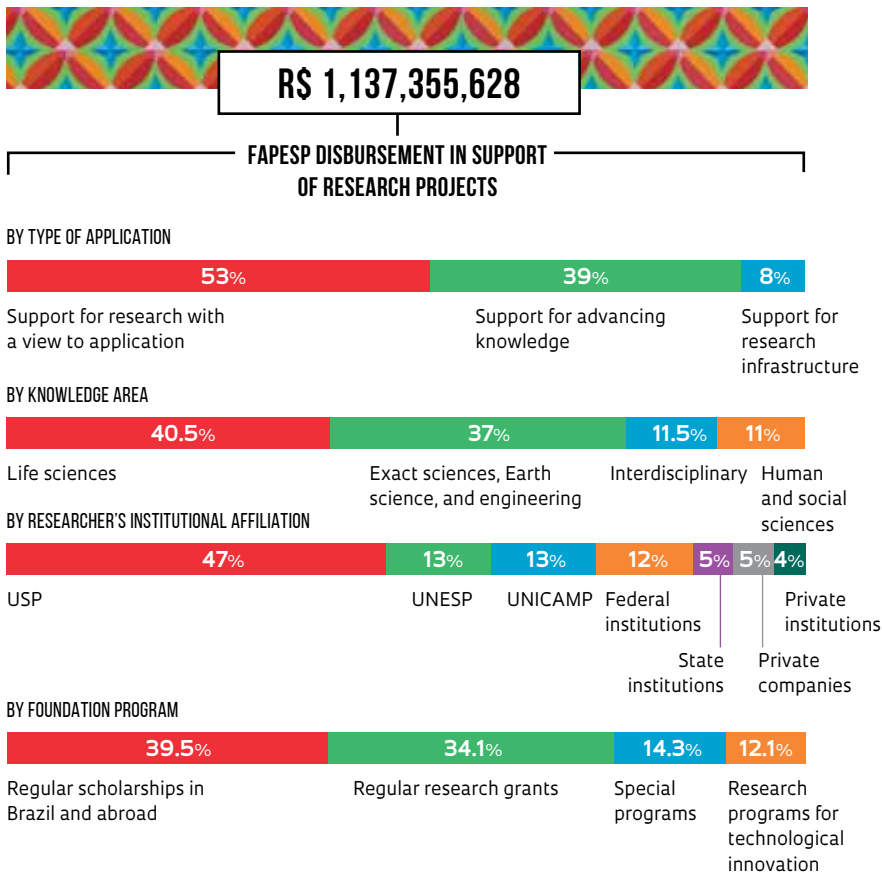 R$ 1,137,355,628
FAPESP DISBURSEMENT IN SUPPORT
OF RESEARCH PROJECTS
BY TYPE OF APPLICATION
53% 39% 8%
Support for research with
a view to application
Support for advancing
knowledge
Support for
research
infrastructure
BY KNOWLEDGE AREA
40.5% 37% 11.5% 11%
Life sciences
Exact sciences, Earth
science, and engineering
Interdisciplinary
Human
and social
sciences
BY RESEARCHER'S INSTITUTIONAL AFFILIATION
47% 13% 13% 12% 5% 5% 4%
USP
UNESP
UNICAMP
Federal
institutions
State
institutions
Private
companies
Private
institutions
BY FOUNDATION PROGRAM
39.5% 34.1% 14.3% 12.1%
Regular scholarships in
Brazil and abroad
Regular research grants
Special
programs
Research
programs for
technological
innovation